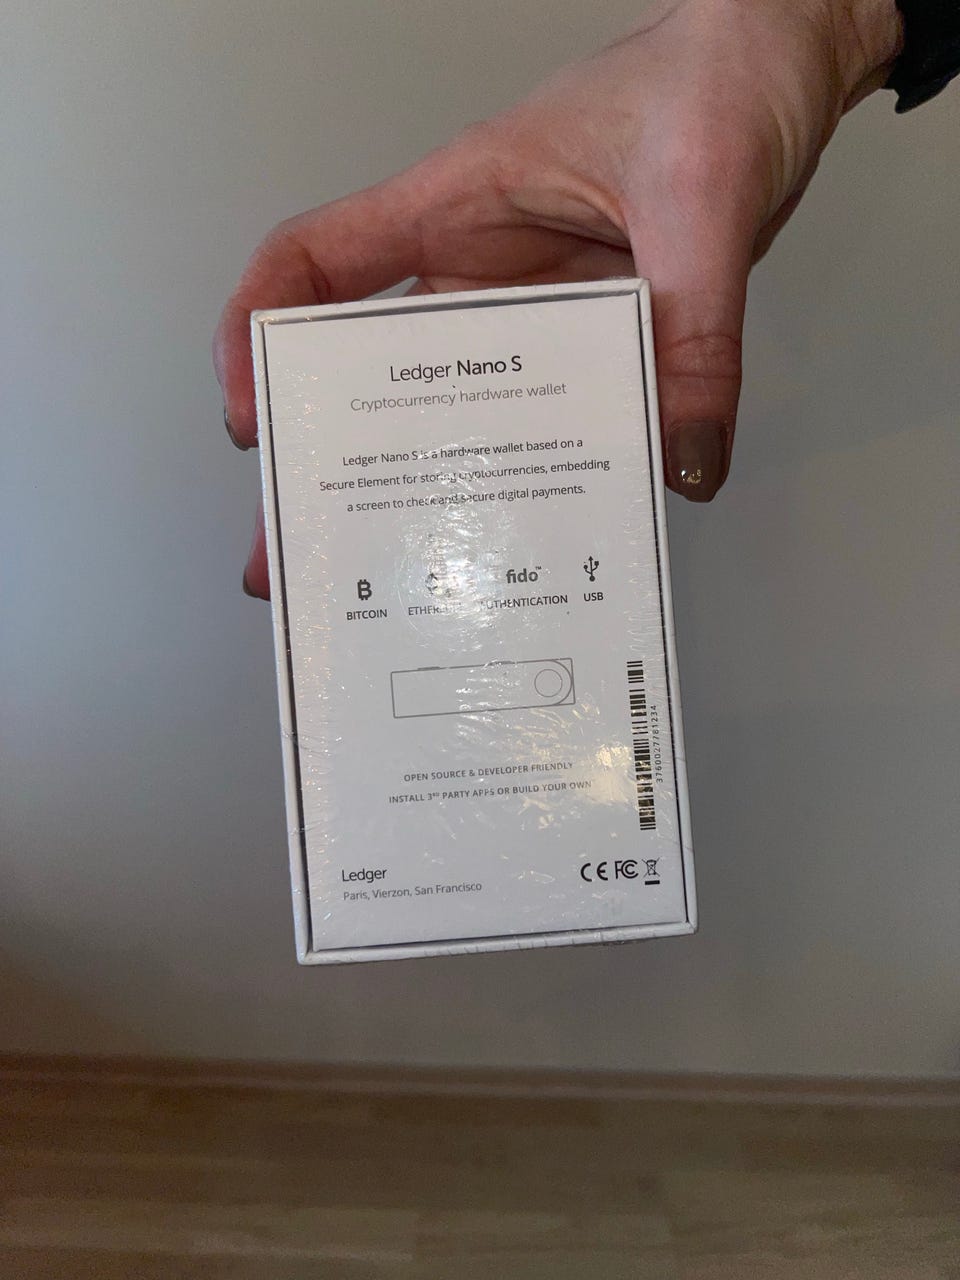 Ledger Nano S
Cryptocurrency hardware wallet
Ledger Nano S is a hardware wallet based on a
Secure Element for storing cryptocurrencies, embedding
a screen to check and secure digital payments.
fido™
BITCOIN
AUTHENTICATION
USB
OPEN SOURCE & DEVELOPER FRIENDLY
INSTALL 3RD PARTY APPS OR BUILD YOUR OWN
3760027781234
Ledger
Paris, Vierzon, San Francisco
CE FC